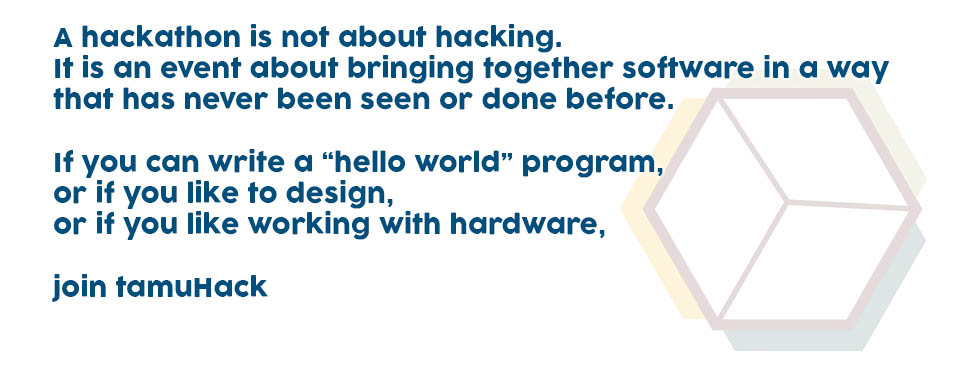 A hackathon is not about hacking.
It is an event about bringing together software in a way
that has never been seen or done before.
If you can write a “hello world” program,
or if you like to design,
or if you like working with hardware,
join tamuHack